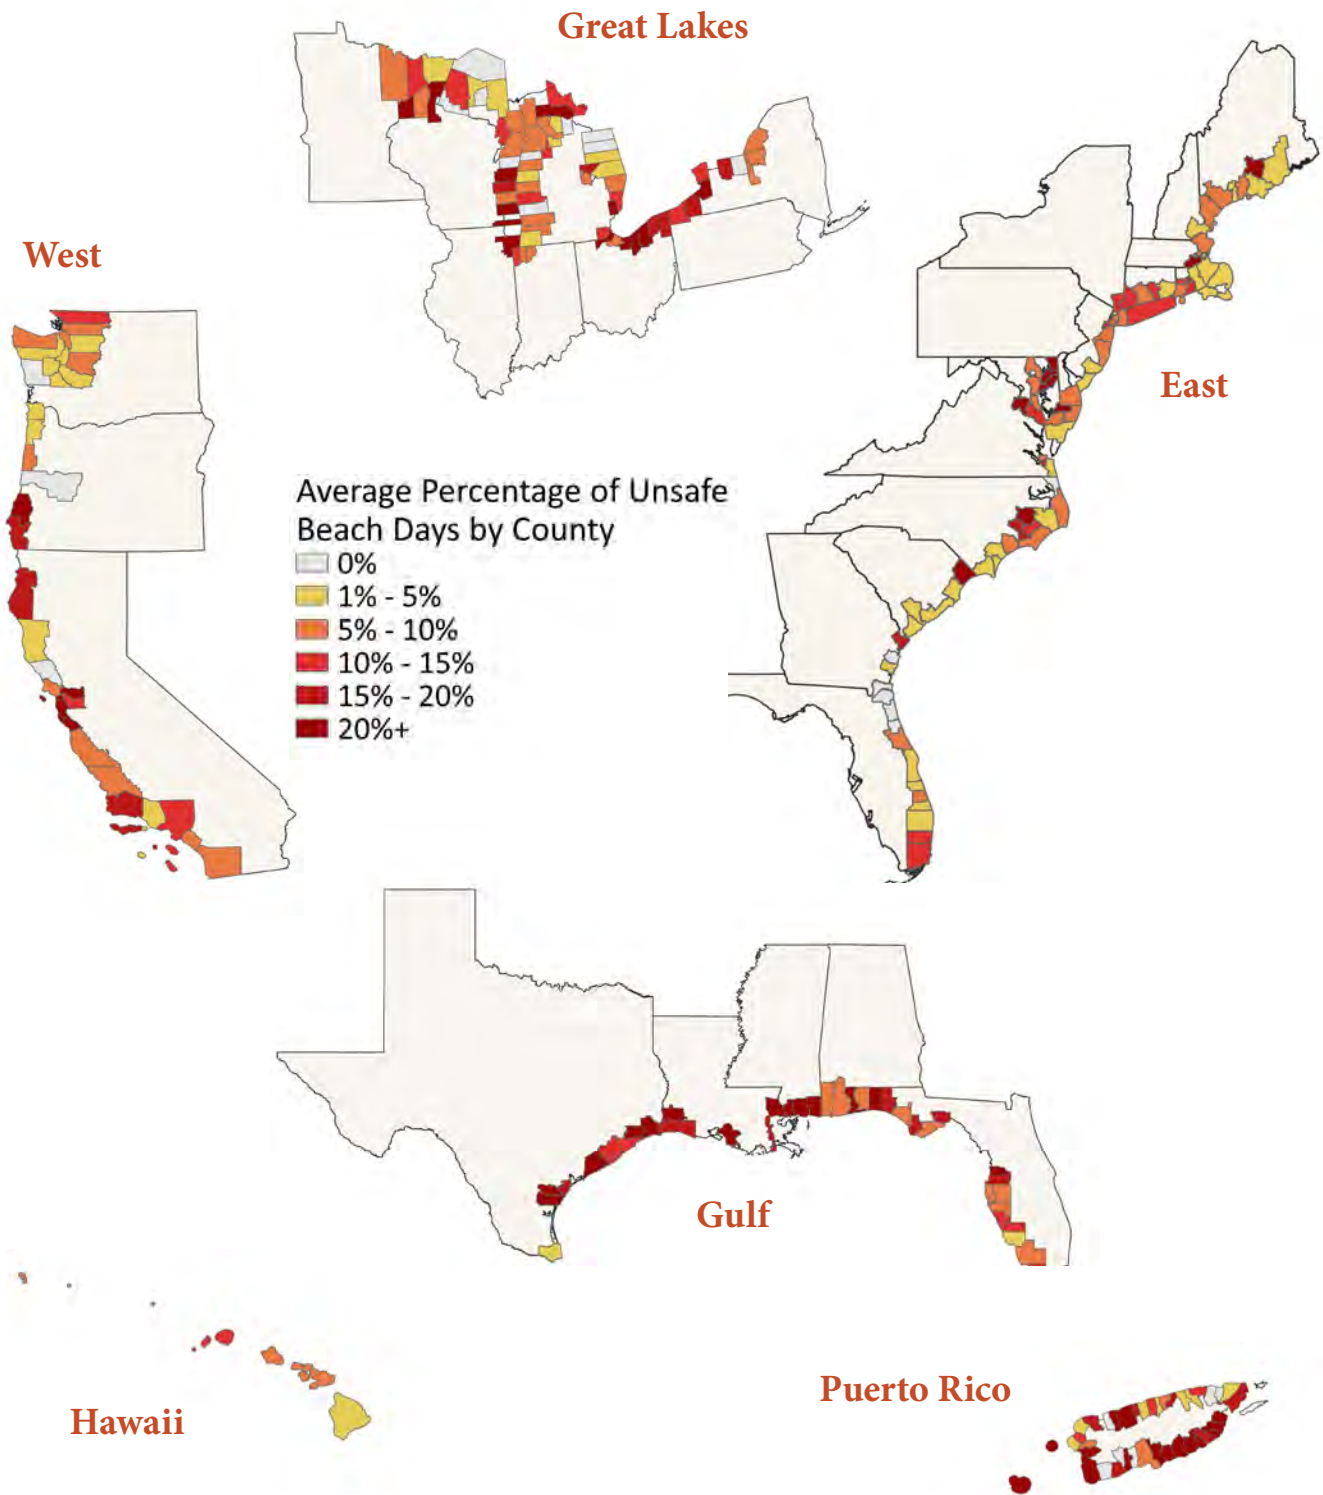 Great Lakes
West
East
Average Percentage of Unsafe
Beach Days by County
0%
1% - 5%
5% - 10%
10% - 15%
15% - 20%
20%+
Gulf
Hawaii
Puerto Rico